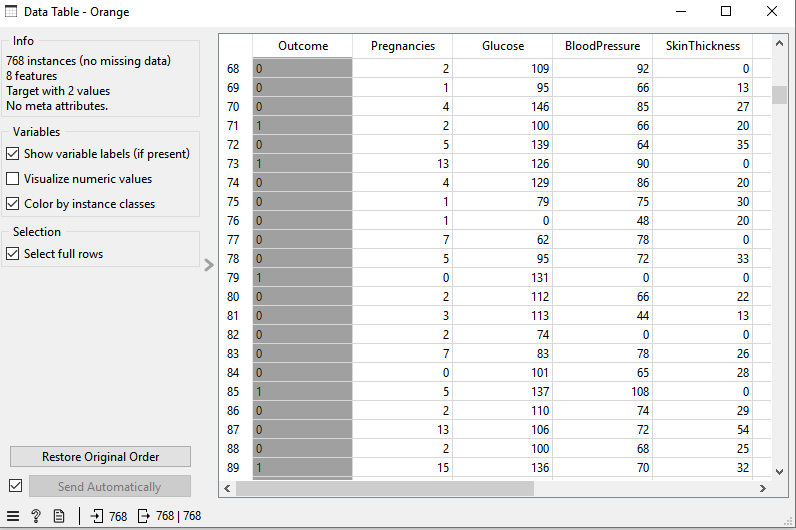 Data Table - Orange
Info
768 instances (no missing data)
8 features
Target with 2 values
No meta attributes.
Variables
Show variable labels (if present)
Visualize numeric values
Color by instance classes
Selection
Select full rows
Restore Original Order
Send Automatically
768 768 | 768
Outcome Pregnancies Glucose BloodPressure SkinThickness
68 0 2 109 92 0
69 0 1 95 66 13
70 0 4 146 85 27
71 1 2 100 66 20
72 0 5 139 64 35
73 1 13 126 90 0
74 0 4 129 86 20
75 0 1 79 75 30
76 0 1 0 48 20
77 0 7 62 78 0
78 0 5 95 72 33
79 1 0 131 0 0
80 0 2 112 66 22
81 0 3 113 44 13
82 0 2 74 0 0
83 0 7 83 78 26
84 0 0 101 65 28
85 1 5 137 108 0
86 0 2 110 74 29
87 0 13 106 72 54
88 0 2 100 68 25
89 1 15 136 70 32